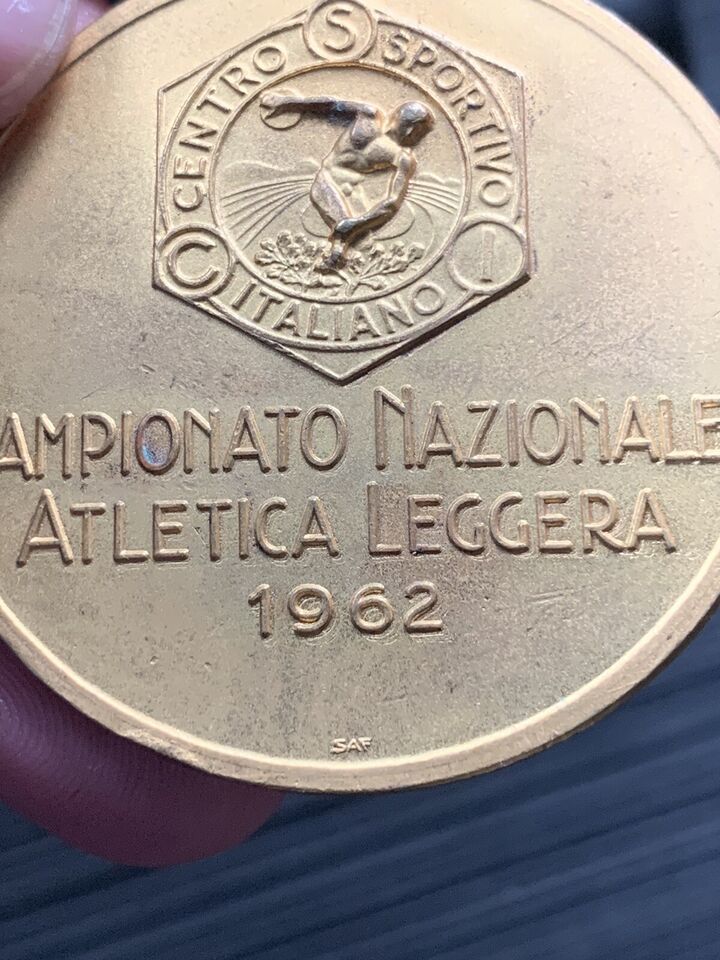 CENTRO SPORTIVO
ITALIANO
C S I
AMPIONATO NAZIONALE
ATLETICA LEGGERA
1962
SAF